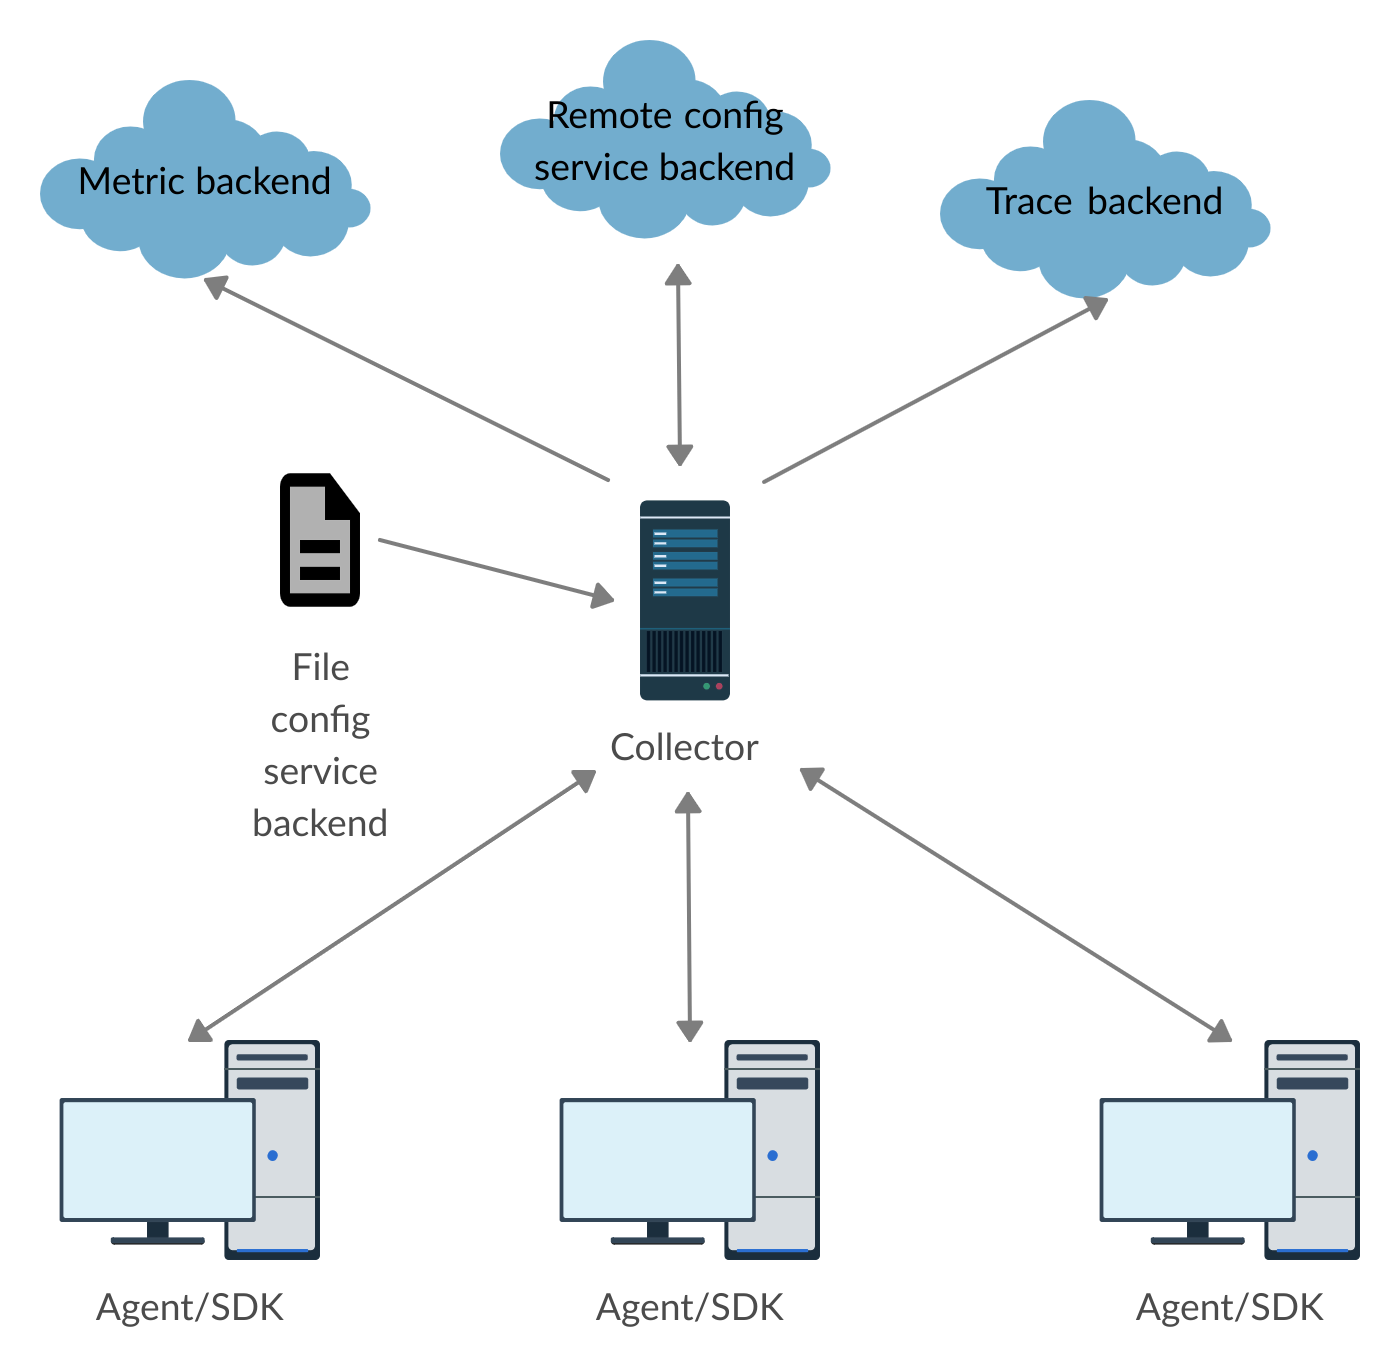 Metric backend
Remote config
service backend
Trace backend
File
config
service
backend
Collector
Agent/SDK
Agent/SDK
Agent/SDK